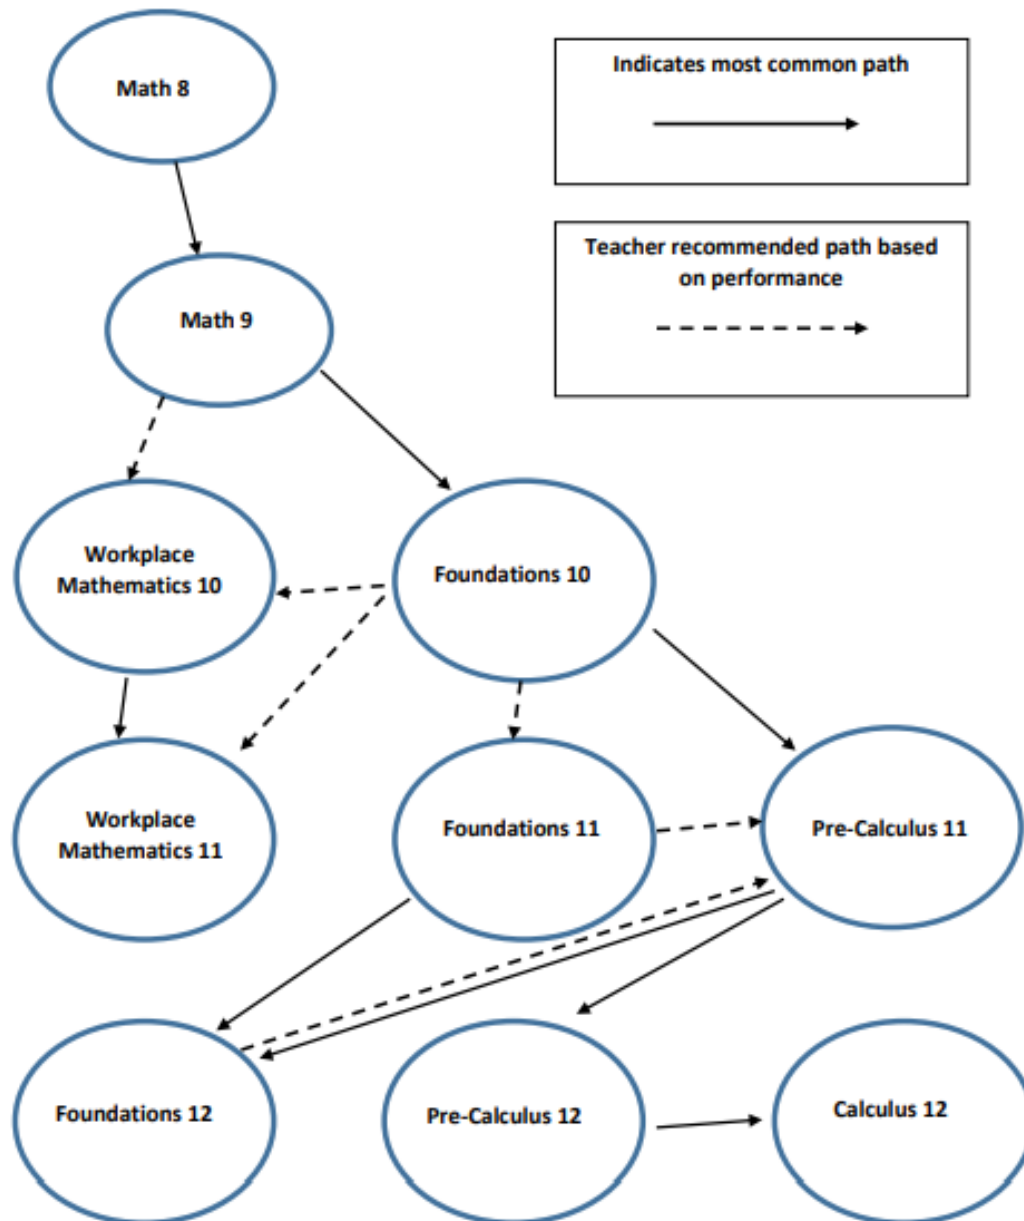 Math 8
Indicates most common path
Teacher recommended path based
on performance
Math 9
Workplace
Mathematics 10
Foundations 10
Workplace
Mathematics 11
Foundations 11
Pre-Calculus 11
Foundations 12
Pre-Calculus 12
Calculus 12